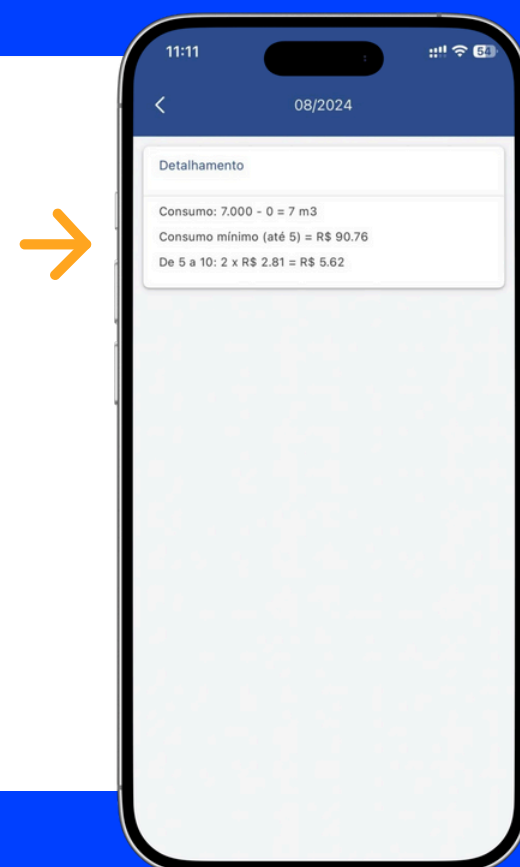 11:11
54
08/2024
Detalhamento
Consumo: 7.000 - 0 = 7 m3
Consumo mínimo (até 5) = R$ 90.76
De 5 a 10: 2 x R$ 2.81 = R$ 5.62